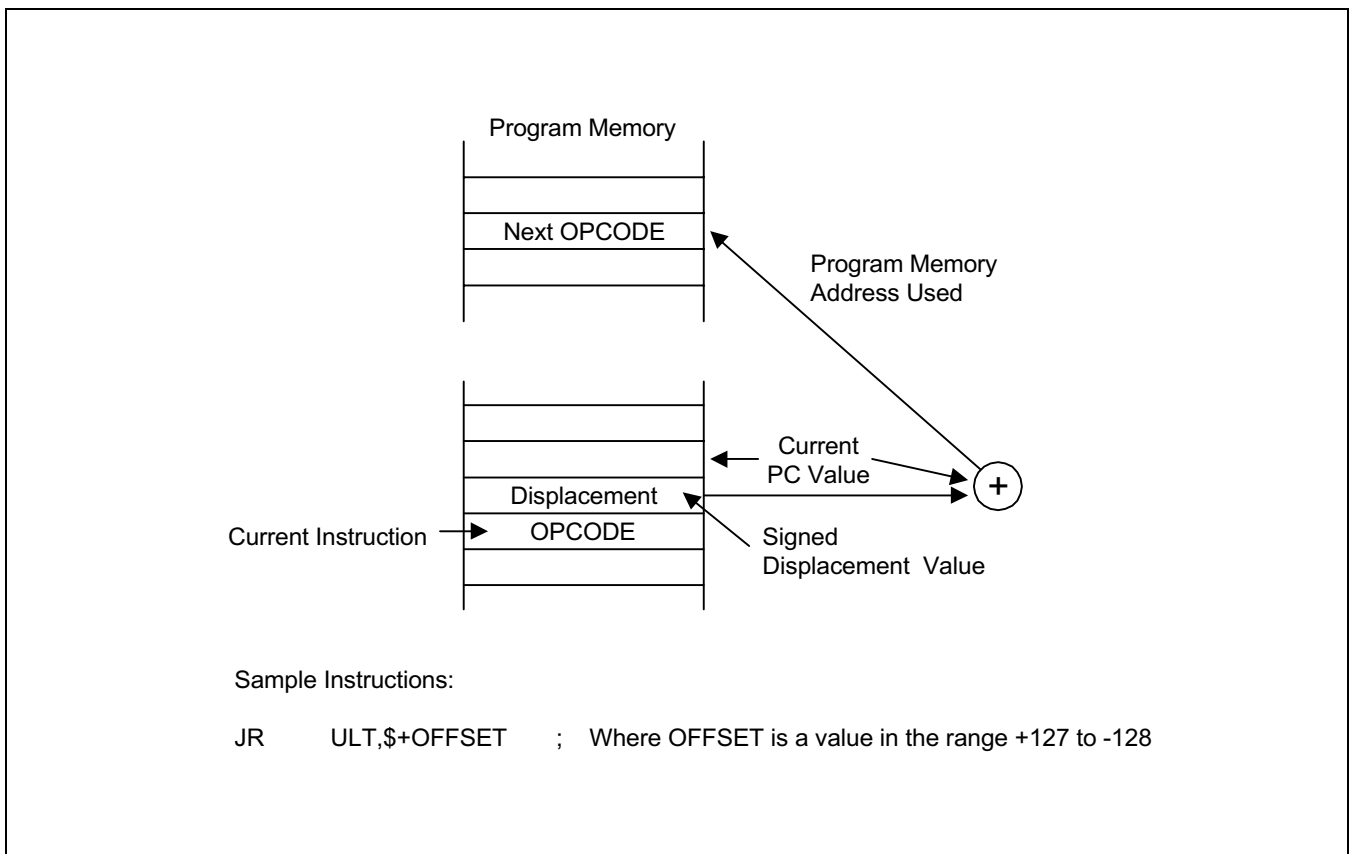 Program Memory
Next OPCODE
Program Memory
Address Used
Current
PC Value
+
Displacement
Current Instruction
OPCODE
Signed
Displacement Value
Sample Instructions:
JR ULT,$+OFFSET ; Where OFFSET is a value in the range +127 to -128